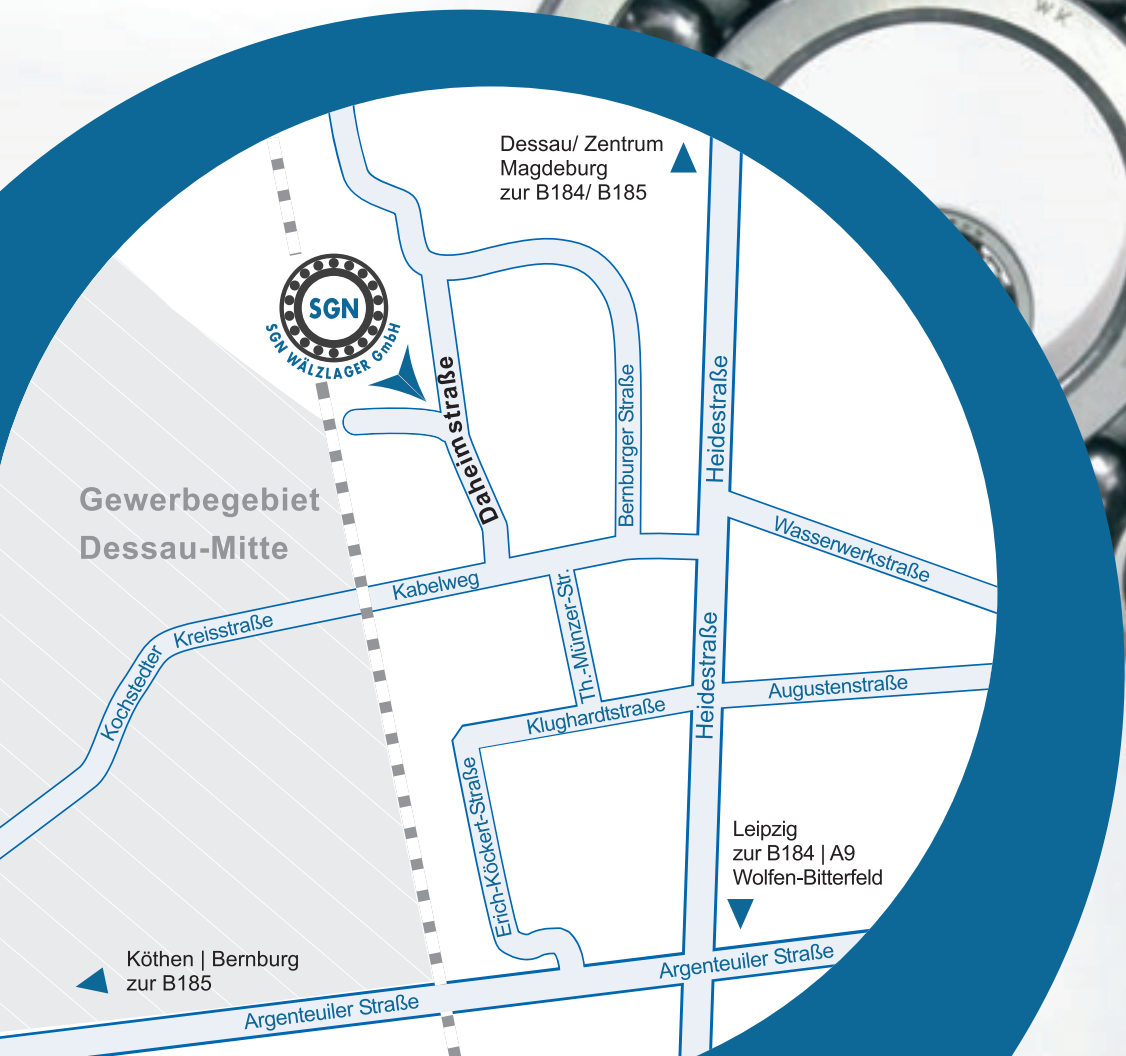 WK
Dessau/ Zentrum
Magdeburg
zur B184/ B185
SGN
SGN WÄLZLAGER GmbH
Daheimstraße
Bernburger Straße
Heidestraße
Gewerbegebiet
Dessau-Mitte
Wasserwerkstraße
Kabelweg
Kreisstraße
Kochstedter
Th.-Münzer-Str.
Heidestraße
Augustenstraße
Klughardtstraße
Erich-Köckert-Straße
Leipzig
zur B184 | A9
Wolfen-Bitterfeld
Köthen | Bernburg
zur B185
Argenteuiler Straße
Argenteuiler Straße